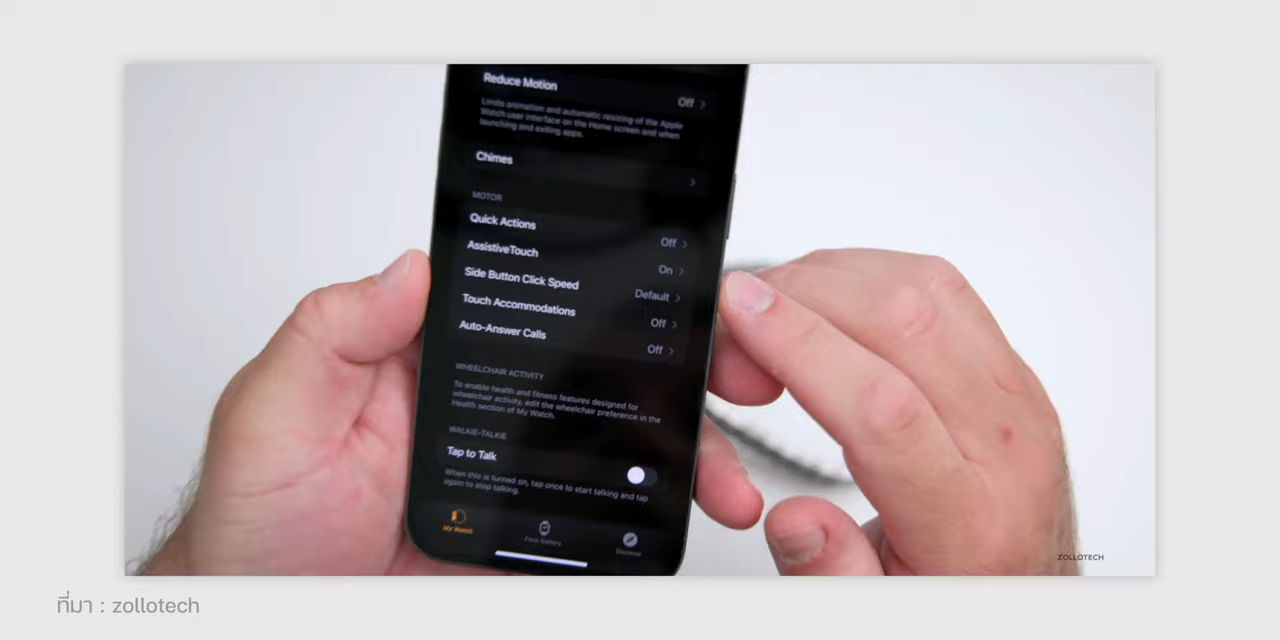 Reduce Motion
Off
Limits animation and automatic resizing of the Apple
Watch user interface on the Home screen and when
launching and exiting apps.
Chimes
MOTOR
Quick Actions
Off
AssistiveTouch
On
Side Button Click Speed
Default
Touch Accommodations
Off
Auto-Answer Calls
Off
WHEELCHAIR ACTIVITY
To enable health and fitness features designed for
wheelchair activity, edit the wheelchair preference in the
Health section of My Watch.
WALKIE-TALKIE
Tap to Talk
When this is turned on, tap once to start talking and tap
again to stop talking.
My Watch
Face Gallery
Discover
ZOLLOTECH
ที่มา : zollotech